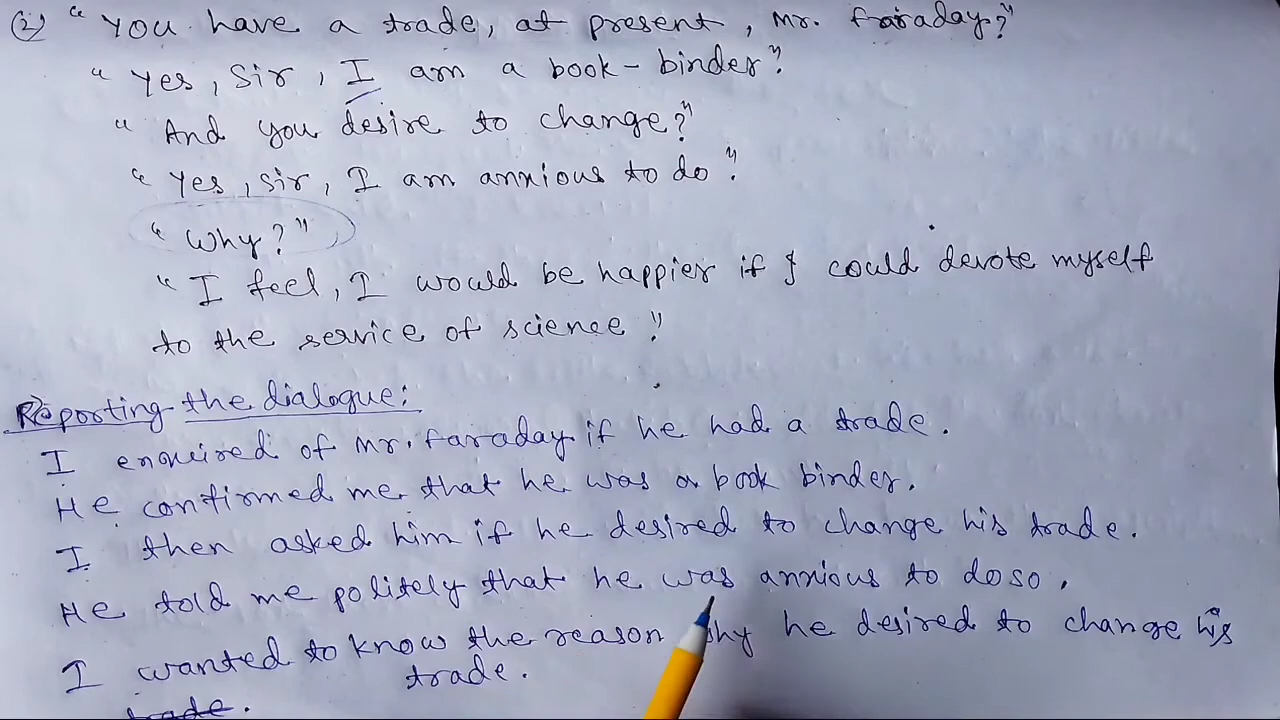 (2) "You have a trade, at present, Mr. Faraday?"
"Yes, Sir, I am a book-binder".
"And you desire to change?"
"Yes, Sir, I am anxious to do".
"Why?"
"I feel, I would be happier if I could devote myself
to the service of science".
Reporting the dialogue:
I enquired of Mr. Faraday if he had a trade.
He confirmed me that he was a book binder.
I then asked him if he desired to change his trade.
He told me politely that he was anxious to do so.
I wanted to know the reason why he desired to change his
trade.
trade.